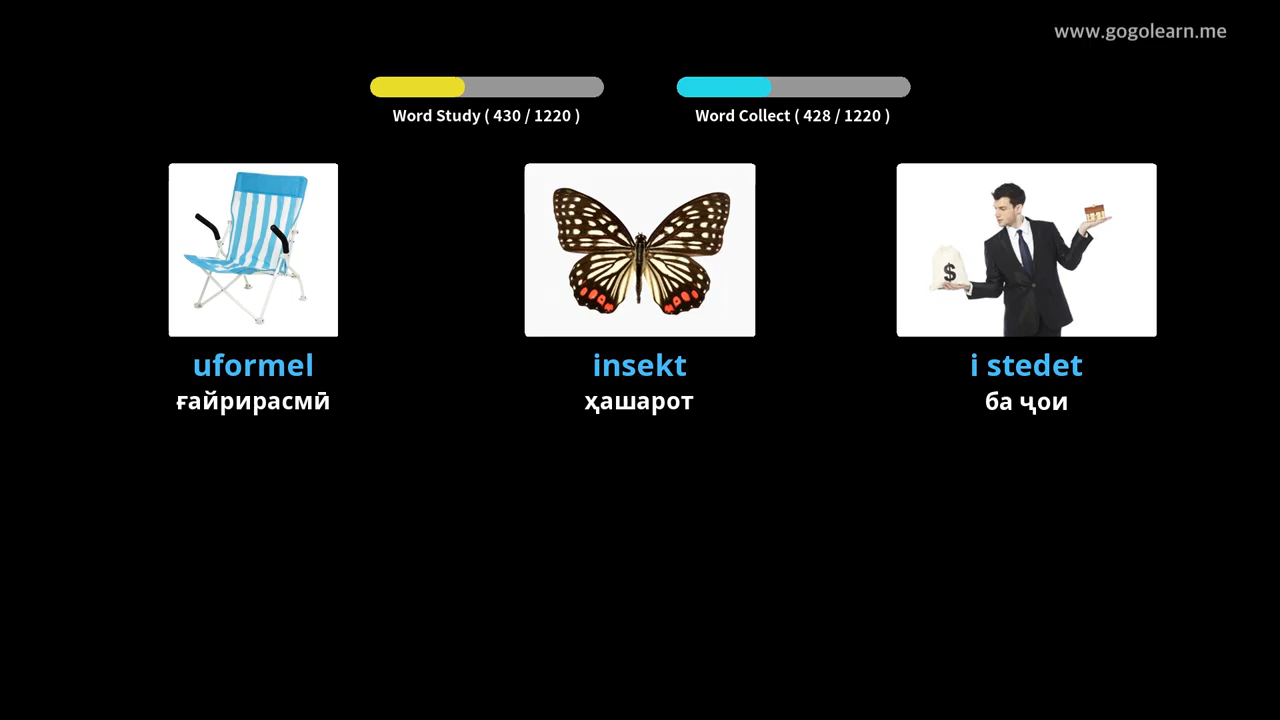 www.gogolearn.me
Word Study ( 430 / 1220 )
Word Collect ( 428 / 1220 )
$
uformel
insekt
i stedet
ғайрирасмӣ
ҳашарот
ба ҷои